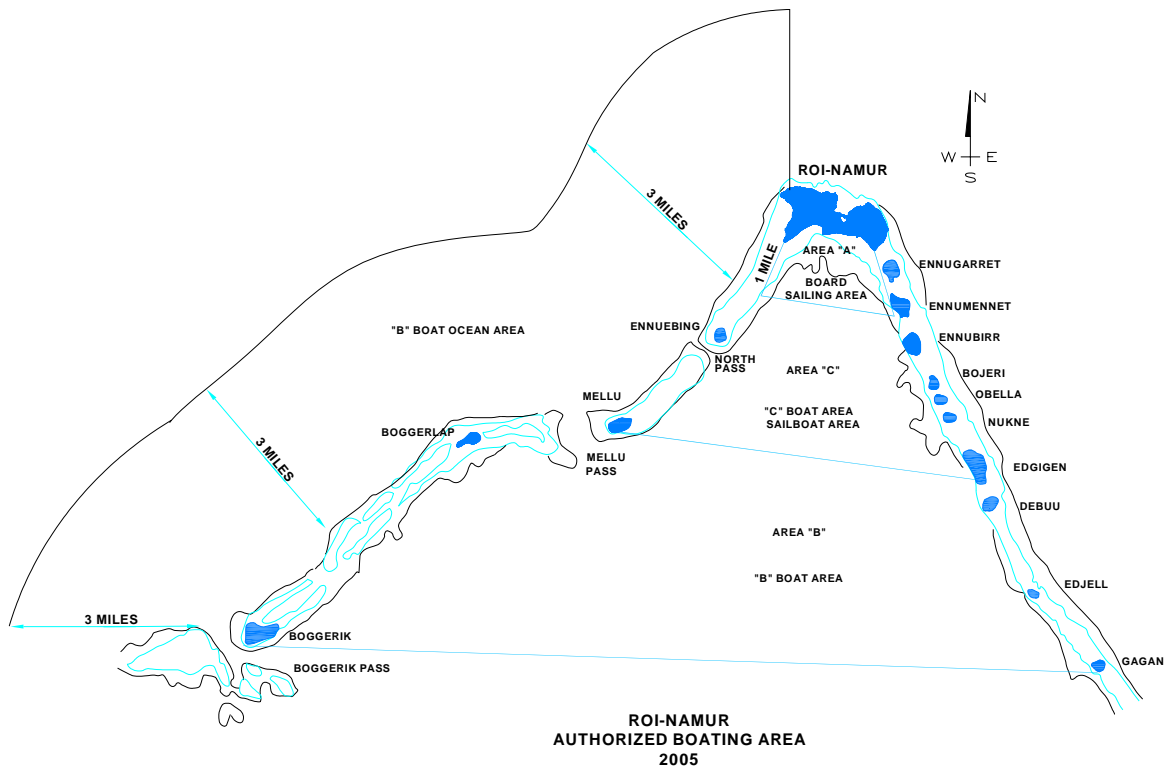 N
W E
S
ROI-NAMUR
3 MILES
1 MILE
AREA "A"
ENNUGARRET
BOARD
SAILING AREA
ENNUMENNET
"B" BOAT OCEAN AREA
ENNUEBING
ENNUBIRR
NORTH
PASS
AREA "C"
BOJERI
OBELLA
MELLU
"C" BOAT AREA
SAILBOAT AREA
NUKNE
BOGGERLAP
3 MILES
MELLU
PASS
EDGIGEN
DEBUU
AREA "B"
"B" BOAT AREA
EDJELL
3 MILES
BOGGERIK
BOGGERIK PASS
GAGAN
ROI-NAMUR
AUTHORIZED BOATING AREA
2005